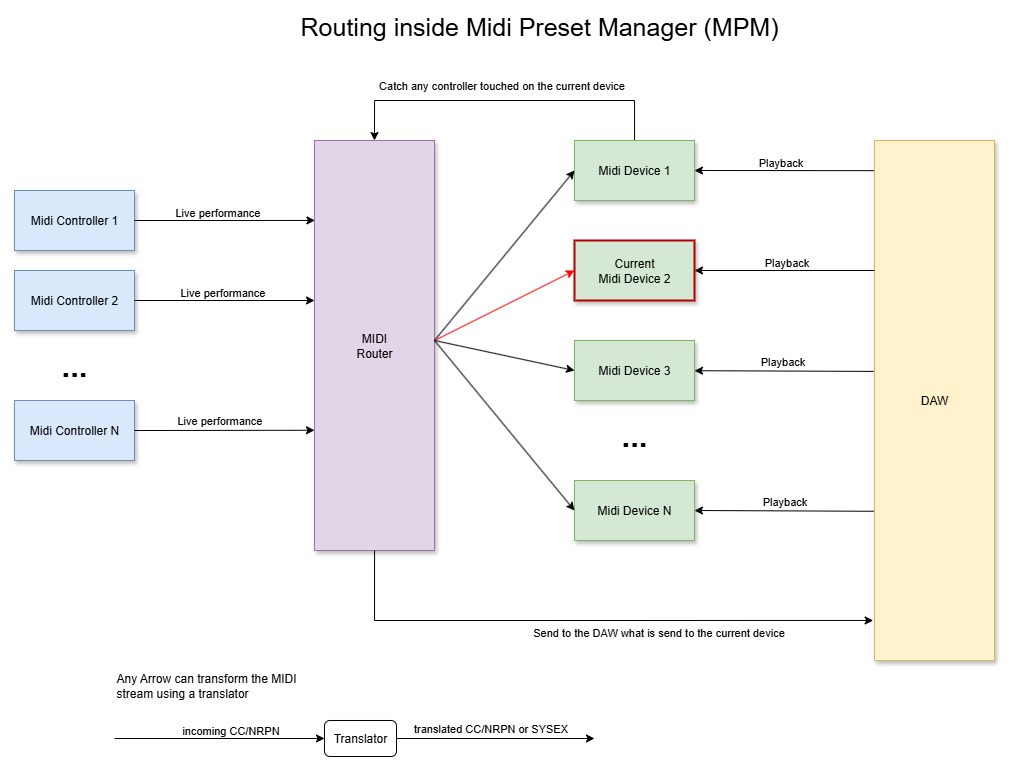 Routing inside Midi Preset Manager (MPM)
Catch any controller touched on the current device
Midi Device 1
Playback
Midi Controller 1
Live performance
Current
Midi Device 2
Playback
Midi Controller 2
Live performance
MIDI
Router
Midi Device 3
Playback
...
DAW
Midi Controller N
Live performance
...
Midi Device N
Playback
Send to the DAW what is send to the current device
Any Arrow can transform the MIDI
stream using a translator
incoming CC/NRPN
Translator
translated CC/NRPN or SYSEX